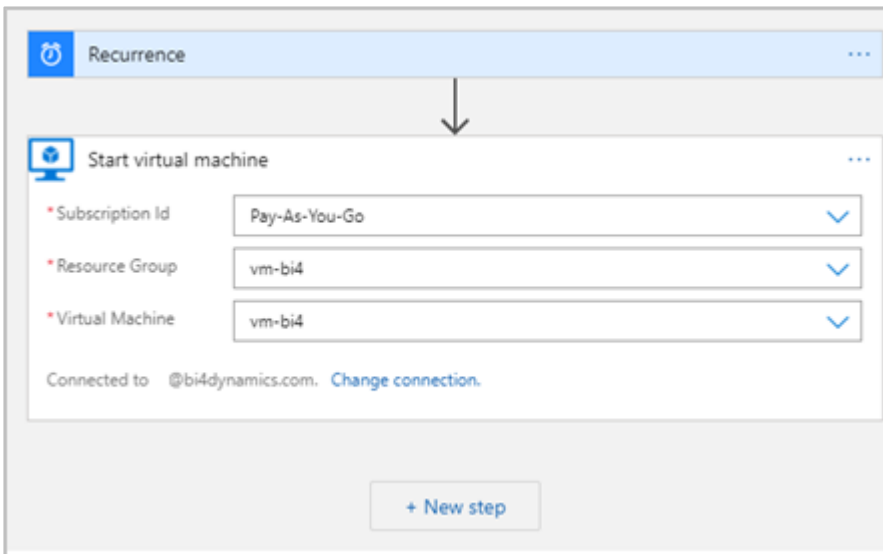 Recurrence
Start virtual machine
*Subscription Id
Pay-As-You-Go
*Resource Group
vm-bi4
*Virtual Machine
vm-bi4
Connected to @bi4dynamics.com. Change connection.
+ New step